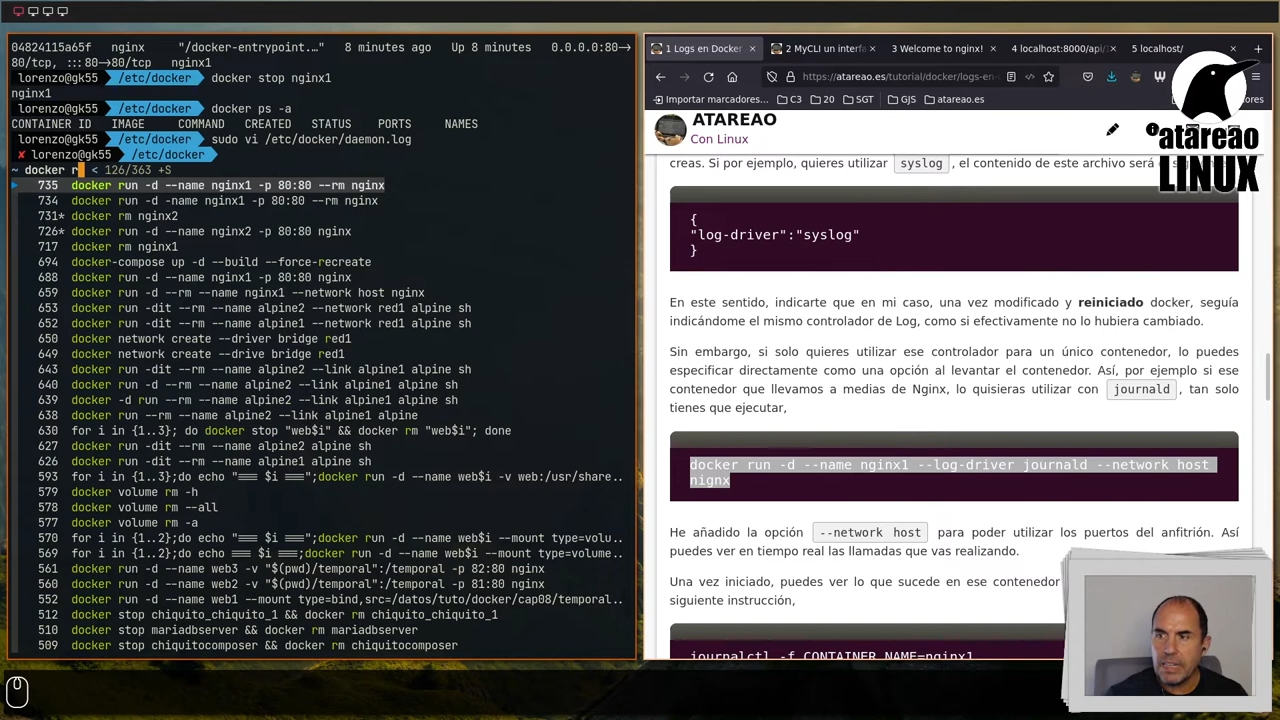 04824115a65f nginx "/docker-entrypoint.…" 8 minutes ago Up 8 minutes 0.0.0.0:80→
80/tcp, :::80→80/tcp nginx1
lorenzo@gk55 /etc/docker docker stop nginx1
nginx1
lorenzo@gk55 /etc/docker docker ps -a
CONTAINER ID IMAGE COMMAND CREATED STATUS PORTS NAMES
lorenzo@gk55 /etc/docker sudo vi /etc/docker/daemon.log
✘ lorenzo@gk55 /etc/docker
~ docker r < 126/363 +S
735 docker run -d --name nginx1 -p 80:80 --rm nginx
734 docker run -d -name nginx1 -p 80:80 --rm nginx
731* docker rm nginx2
726* docker run -d --name nginx2 -p 80:80 nginx
717 docker rm nginx1
694 docker-compose up -d --build --force-recreate
688 docker run -d --name nginx1 -p 80:80 nginx
659 docker run -d --rm --name nginx1 --network host nginx
653 docker run -dit --rm --name alpine2 --network red1 alpine sh
652 docker run -dit --rm --name alpine1 --network red1 alpine sh
650 docker network create --driver bridge red1
649 docker network create --drive bridge red1
643 docker run -dit --rm --name alpine2 --link alpine1 alpine sh
640 docker run -d --rm --name alpine2 --link alpine1 alpine sh
639 docker -d run --rm --name alpine2 --link alpine1 alpine sh
638 docker run --rm --name alpine2 --link alpine1 alpine
630 for i in {1..3}; do docker stop "web$i" && docker rm "web$i"; done
627 docker run -dit --rm --name alpine2 alpine sh
626 docker run -dit --rm --name alpine1 alpine sh
593 for i in {1..3};do echo "=== $i ===";docker run -d --name web$i -v web:/usr/share..
579 docker volume rm -h
578 docker volume rm --all
577 docker volume rm -a
570 for i in {1..2};do echo "=== $i ===";docker run -d --name web$i --mount type=volu..
569 for i in {1..2};do echo === $i ===;docker run -d --name web$i --mount type=volume..
561 docker run -d --name web3 -v "$(pwd)/temporal":/temporal -p 82:80 nginx
560 docker run -d --name web2 -v "$(pwd)/temporal":/temporal -p 81:80 nginx
552 docker run -d --name web1 --mount type=bind,src=/datos/tuto/docker/cap08/temporal..
512 docker stop chiquito_chiquito_1 && docker rm chiquito_chiquito_1
510 docker stop mariadbserver && docker rm mariadbserver
509 docker stop chiquitocomposer && docker rm chiquitocomposer
1 Logs en Docker
2 MyCLI un interfa
3 Welcome to nginx!
4 localhost:8000/api/
5 localhost/
https://atareao.es/tutorial/docker/logs-en-
Importar marcadores... C3 20 SGT GJS atareao.es
ATAREAO
Con Linux
atareao
LINUX
creas. Si por ejemplo, quieres utilizar syslog , el contenido de este archivo será
{
"log-driver":"syslog"
}
En este sentido, indicarte que en mi caso, una vez modificado y reiniciado docker, seguía
indicándome el mismo controlador de Log, como si efectivamente no lo hubiera cambiado.
Sin embargo, si solo quieres utilizar ese controlador para un único contenedor, lo puedes
especificar directamente como una opción al levantar el contenedor. Así, por ejemplo si ese
contenedor que llevamos a medias de Nginx, lo quisieras utilizar con journald , tan solo
tienes que ejecutar,
docker run -d --name nginx1 --log-driver journald --network host
nignx
He añadido la opción --network host para poder utilizar los puertos del anfitrión. Así
puedes ver en tiempo real las llamadas que vas realizando.
Una vez iniciado, puedes ver lo que sucede en ese contenedor
siguiente instrucción,
journalctl -f CONTAINER_NAME=nginx1